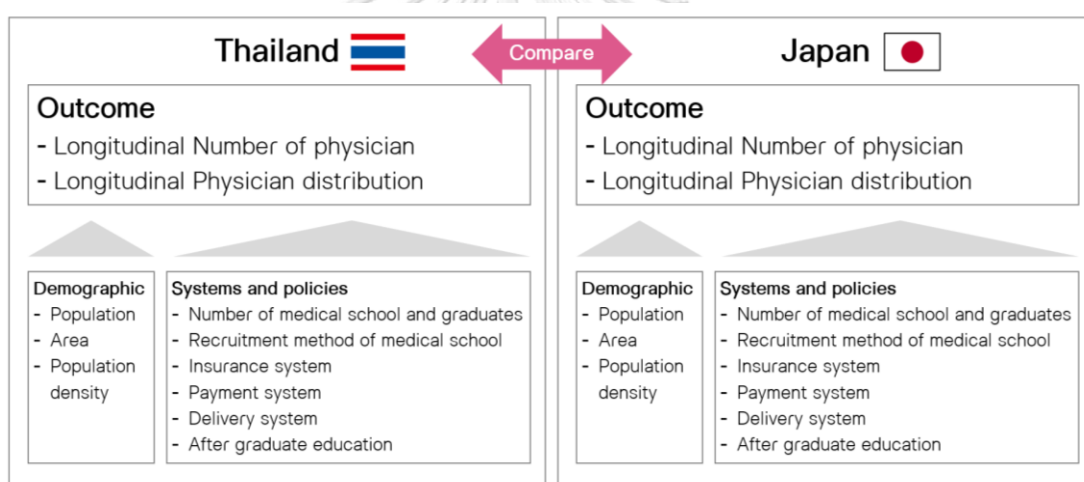 Thailand
Compare
Japan
Outcome
- Longitudinal Number of physician
- Longitudinal Physician distribution
Outcome
- Longitudinal Number of physician
- Longitudinal Physician distribution
Demographic
- Population
- Area
- Population
density
Systems and policies
- Number of medical school and graduates
- Recruitment method of medical school
- Insurance system
- Payment system
- Delivery system
- After graduate education
Demographic
- Population
- Area
- Population
density
Systems and policies
- Number of medical school and graduates
- Recruitment method of medical school
- Insurance system
- Payment system
- Delivery system
- After graduate education